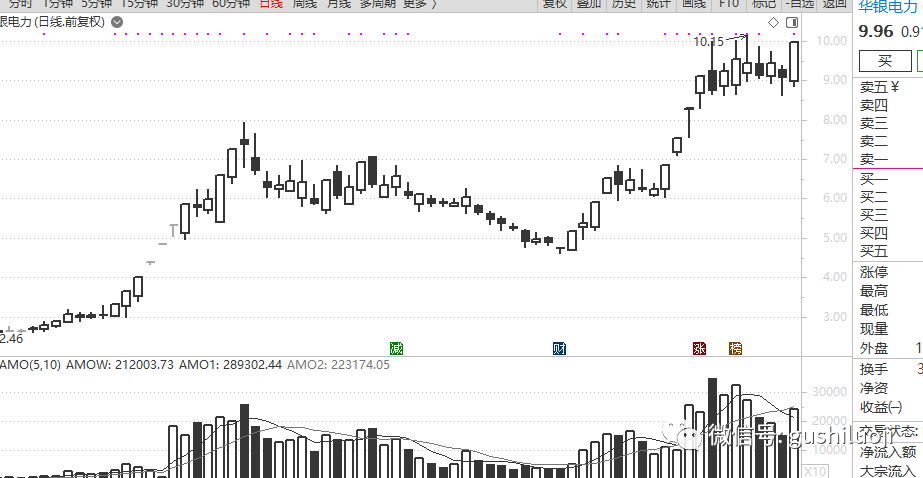 分时 1分钟 5分钟 15分钟 30分钟 60分钟 日线 周线 月线 多周期 更多 〉 复权 叠加 历史 统计 画线 F10 标记 -自选 返回
华银电力
银电力 (日线,前复权)
9.96 0.91
10.15
10.00
买
9.00
卖五 ¥
卖四
8.00
卖三
卖二
7.00
卖一
买一
6.00
买二
买三
5.00
买四
买五
4.00
涨停
最高
3.00
最低
现量
2.46
减 财 涨 榜
外盘 1
AMO(5,10) AMOW: 212003.73 AMO1: 289302.44 AMO2: 223174.05
换手 3
30000
净资
收益㈠
20000
交易状态:
微信号: gushiluoji
10000
净流入额
X10
大宗流入